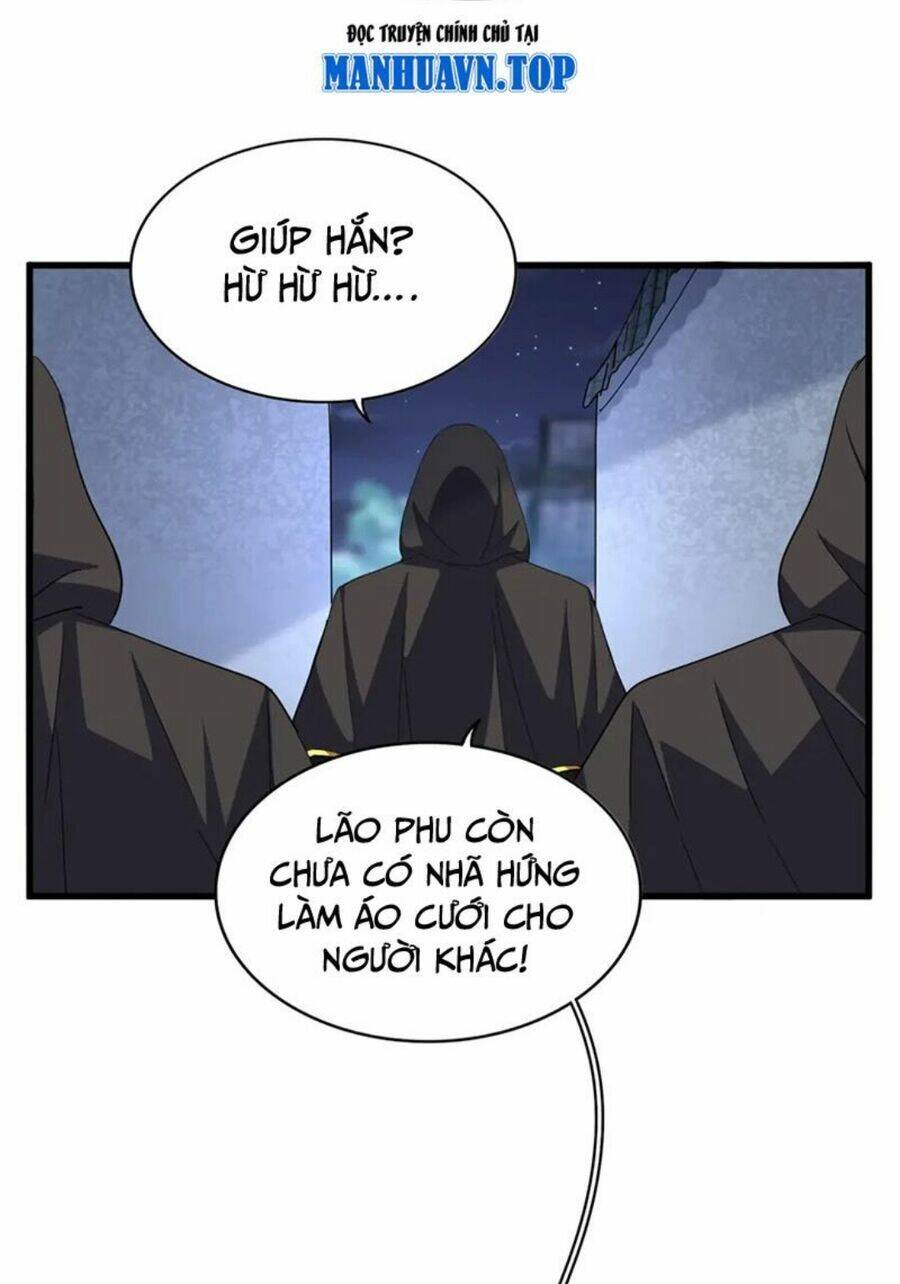 ĐỌC TRUYỆN CHÍNH CHỦ TẠI
MANHUAVN.TOP
GIÚP HẮN?
HỪ HỪ HỪ....
LÃO PHU CÒN
CHƯA CÓ NHÃ HỨNG
LÀM ÁO CƯỚI CHO
NGƯỜI KHÁC!